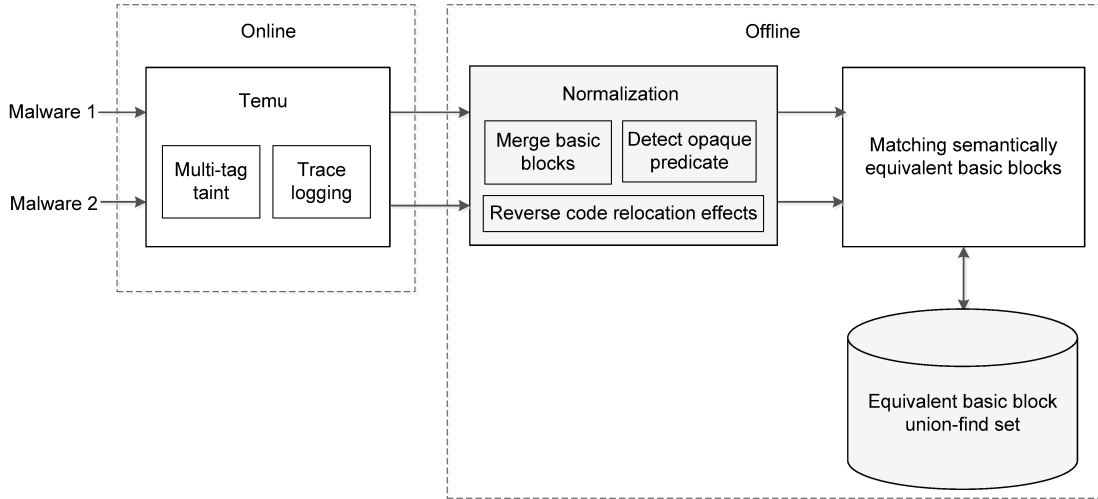 Online
Offline
Malware 1
Malware 2
Temu
Multi-tag
taint
Trace
logging
Normalization
Merge basic
blocks
Detect opaque
predicate
Reverse code relocation effects
Matching semantically
equivalent basic blocks
Equivalent basic block
union-find set